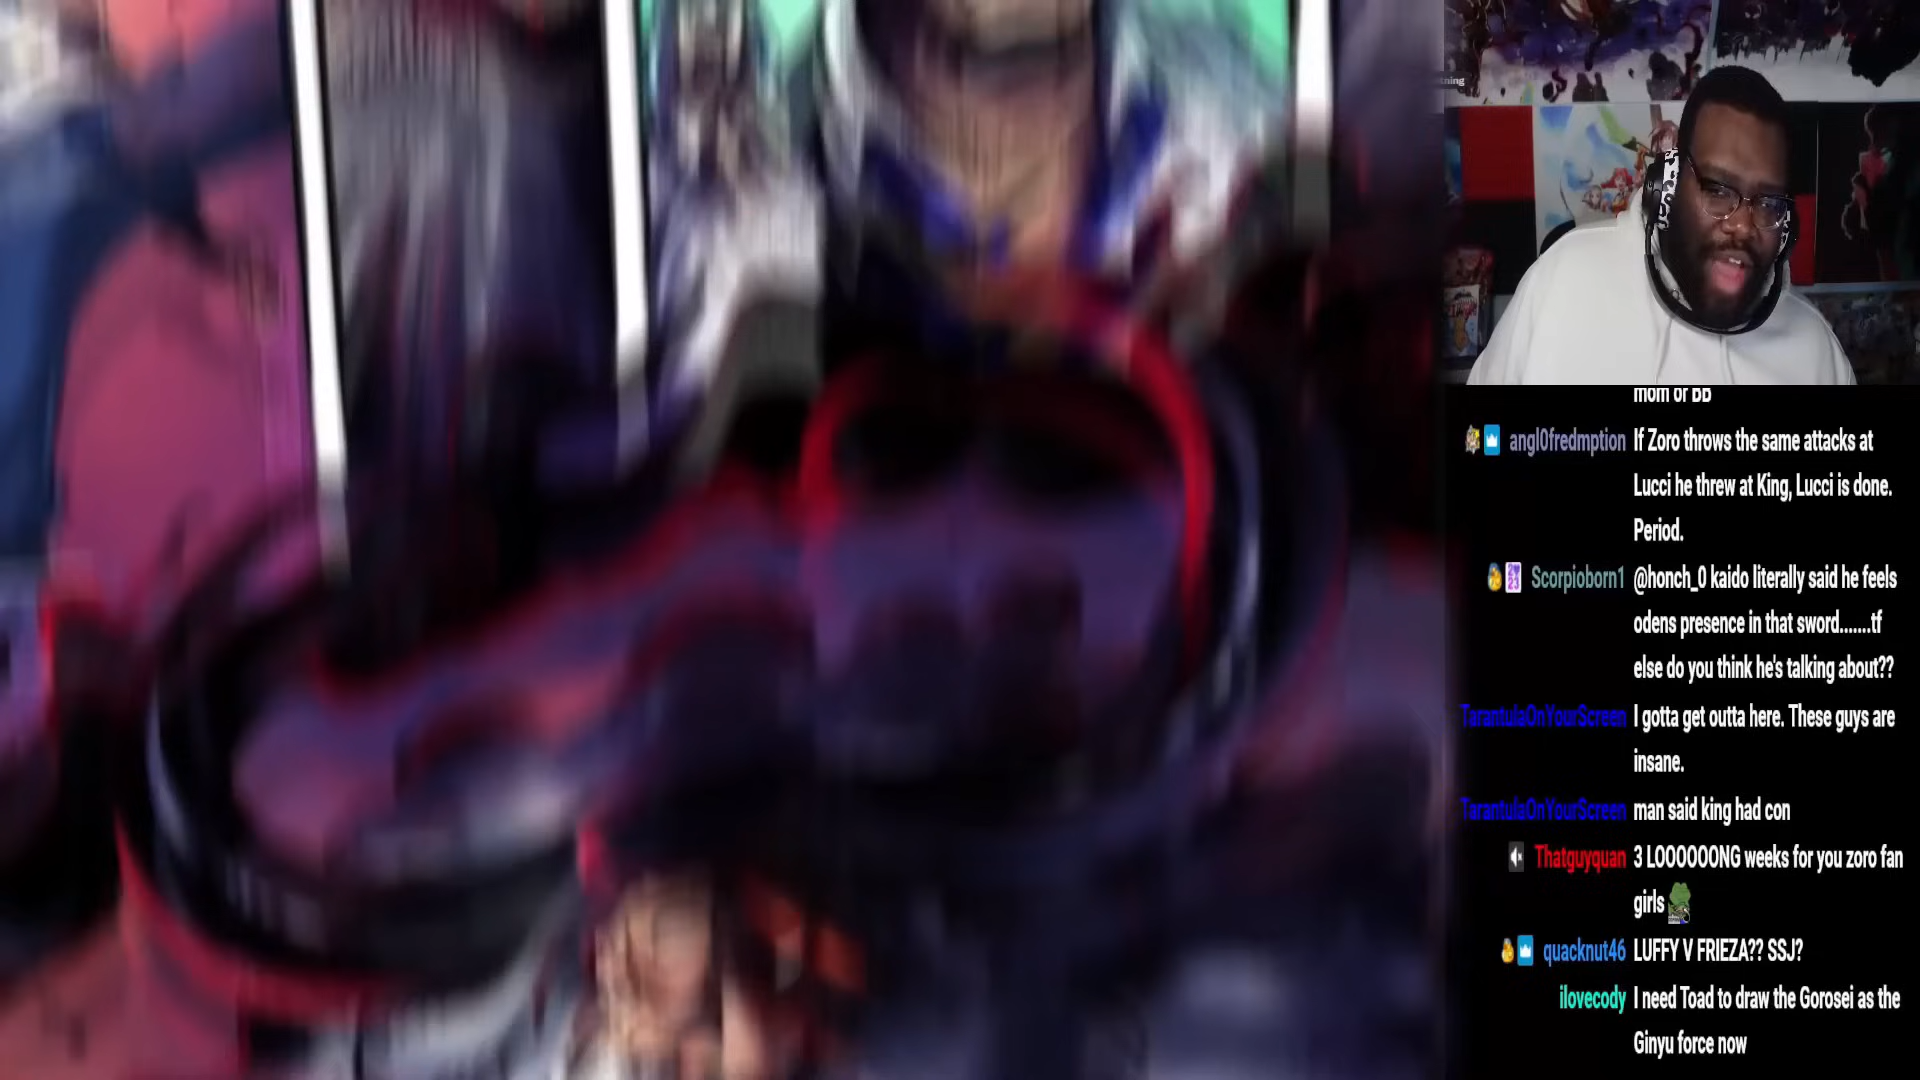 tning
mom or BB
angl0fredmption If Zoro throws the same attacks at
Lucci he threw at King, Lucci is done.
Period.
Scorpioborn1 @honch_0 kaido literally said he feels
odens presence in that sword.......tf
else do you think he's talking about??
TarantulaOnYourScreen I gotta get outta here. These guys are
insane.
TarantulaOnYourScreen man said king had con
Thatguyquan 3 LOOOOOONG weeks for you zoro fan
girls
quacknut46 LUFFY V FRIEZA?? SSJ?
ilovecody I need Toad to draw the Gorosei as the
Ginyu force now